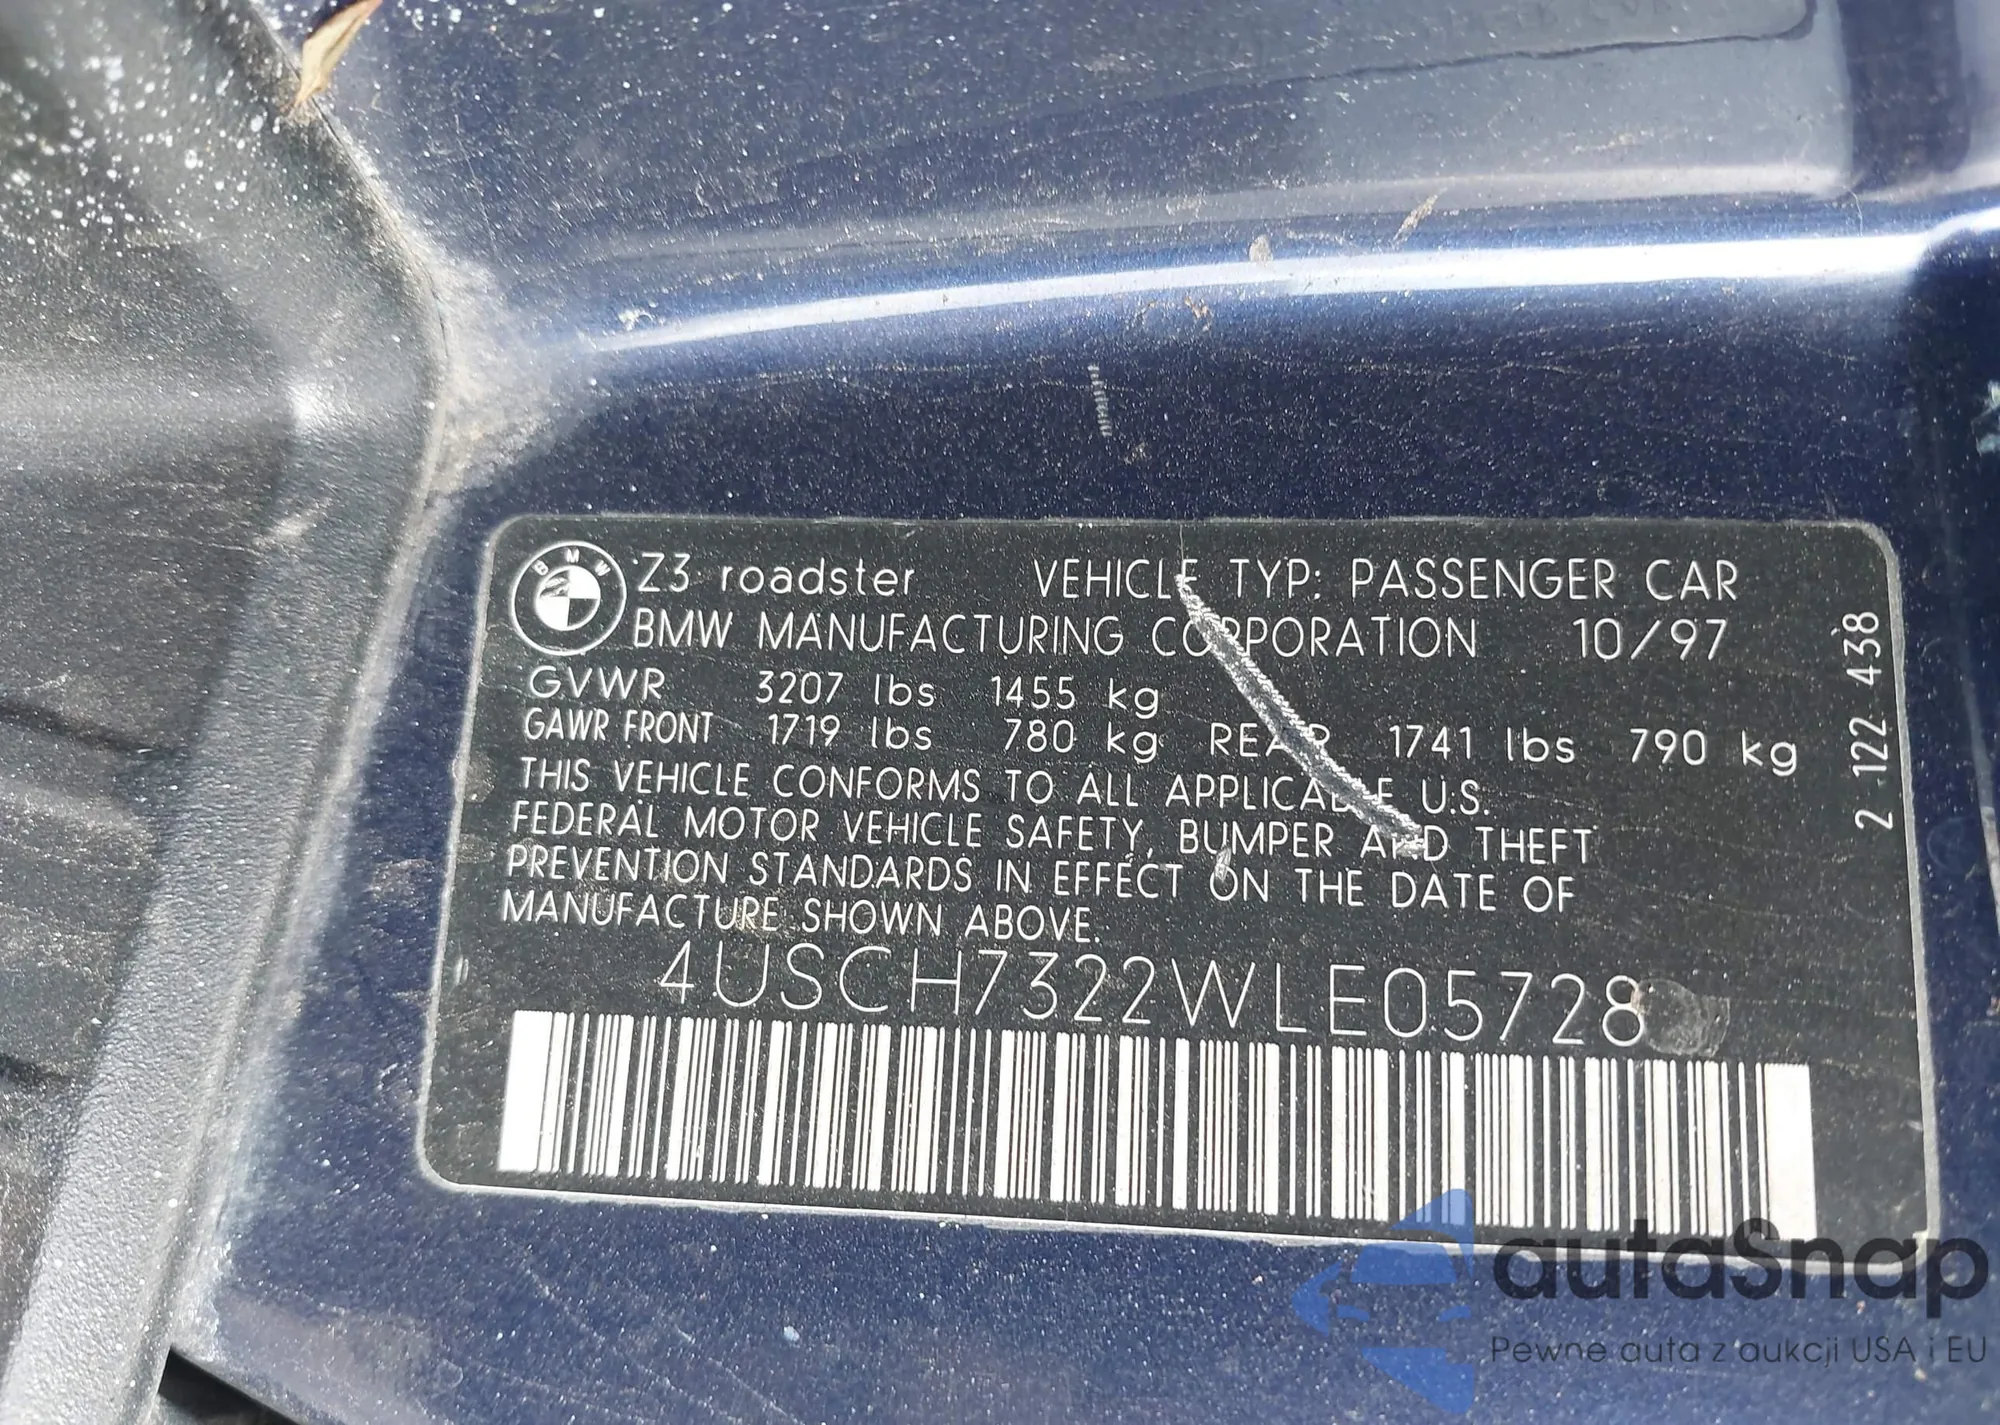 BMW
Z3 roadster VEHICLE TYP: PASSENGER CAR
BMW MANUFACTURING CORPORATION 10/97
GVWR 3207 lbs 1455 kg
GAWR FRONT 1719 lbs 780 kg REAR 1741 lbs 790 kg
THIS VEHICLE CONFORMS TO ALL APPLICABLE U.S.
FEDERAL MOTOR VEHICLE SAFETY, BUMPER AND THEFT
PREVENTION STANDARDS IN EFFECT ON THE DATE OF
MANUFACTURE SHOWN ABOVE.
4USCH7322WLE05728
2 122 438
autaSnap
Pewne auta z aukcji USA i EU